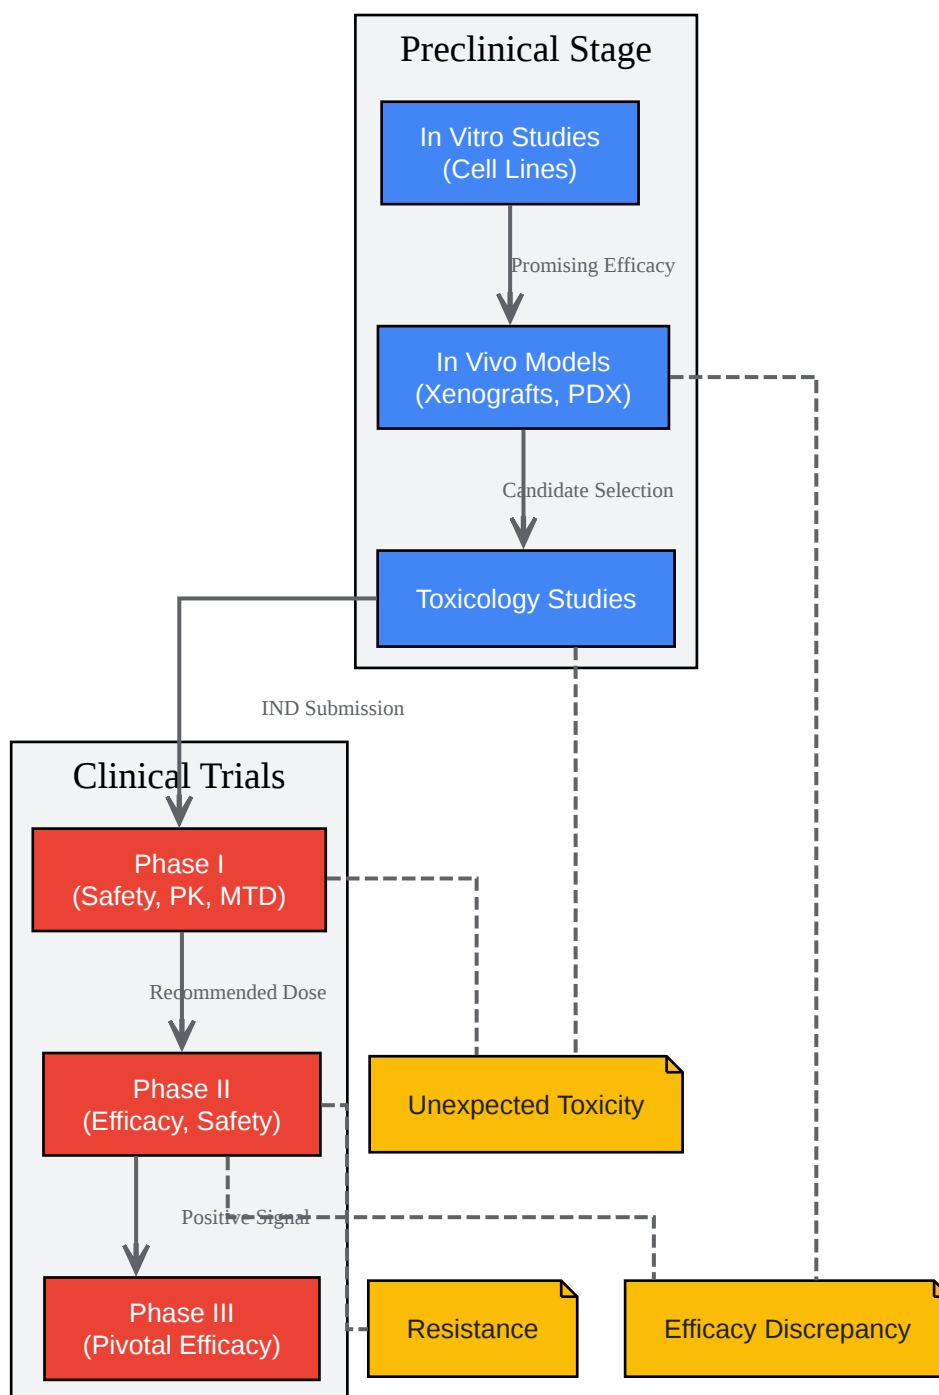 Preclinical Stage
In Vitro Studies
(Cell Lines)
Promising Efficacy
In Vivo Models
(Xenografts, PDX)
Candidate Selection
Toxicology Studies
IND Submission
Clinical Trials
Phase I
(Safety, PK, MTD)
Recommended Dose
Phase II
(Efficacy, Safety)
Unexpected Toxicity
Positive Signal
Phase III
(Pivotal Efficacy)
Resistance
Efficacy Discrepancy